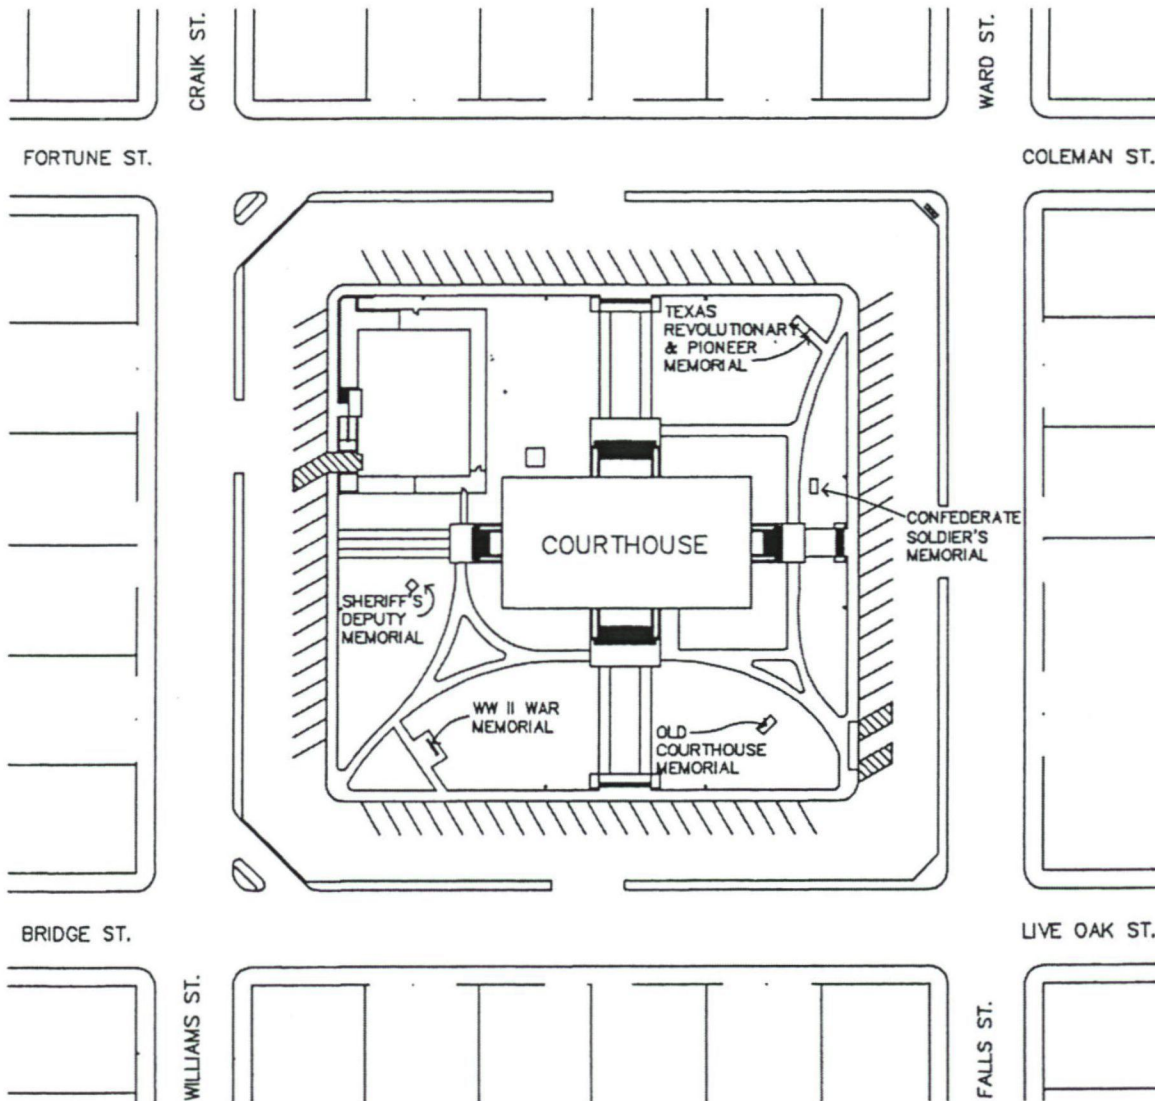 CRAIK ST.
WARD ST.
FORTUNE ST.
COLEMAN ST.
TEXAS
REVOLUTIONARY
& PIONEER
MEMORIAL
CONFEDERATE
SOLDIER'S
MEMORIAL
COURTHOUSE
SHERIFF'S
DEPUTY
MEMORIAL
WW II WAR
MEMORIAL
OLD
COURTHOUSE
MEMORIAL
BRIDGE ST.
LIVE OAK ST.
WILLIAMS ST.
FALLS ST.